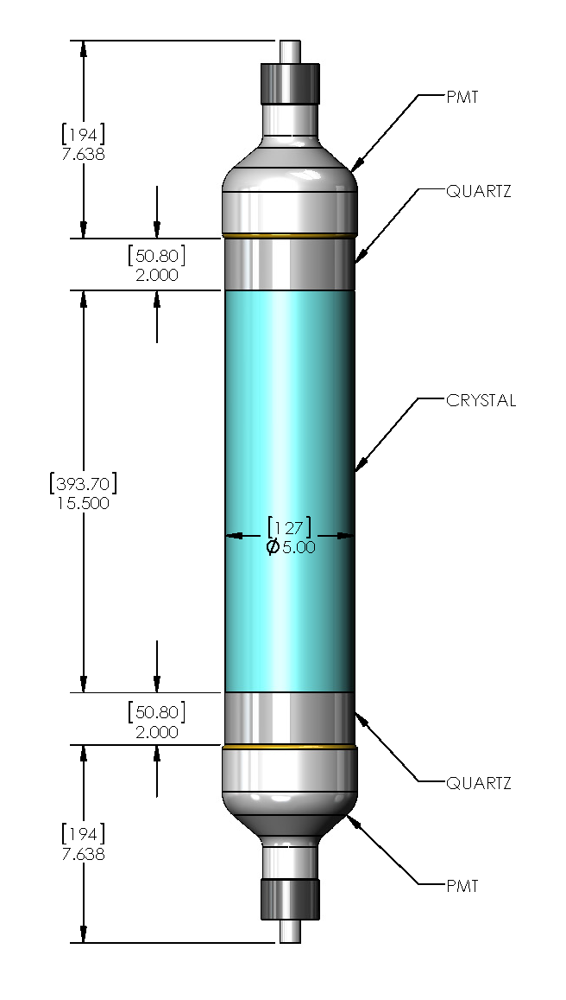 PMT
[194]
7.638
QUARTZ
[50.80]
2.000
CRYSTAL
[393.70]
15.500
[127]
Ø5.00
[50.80]
2.000
QUARTZ
[194]
7.638
PMT